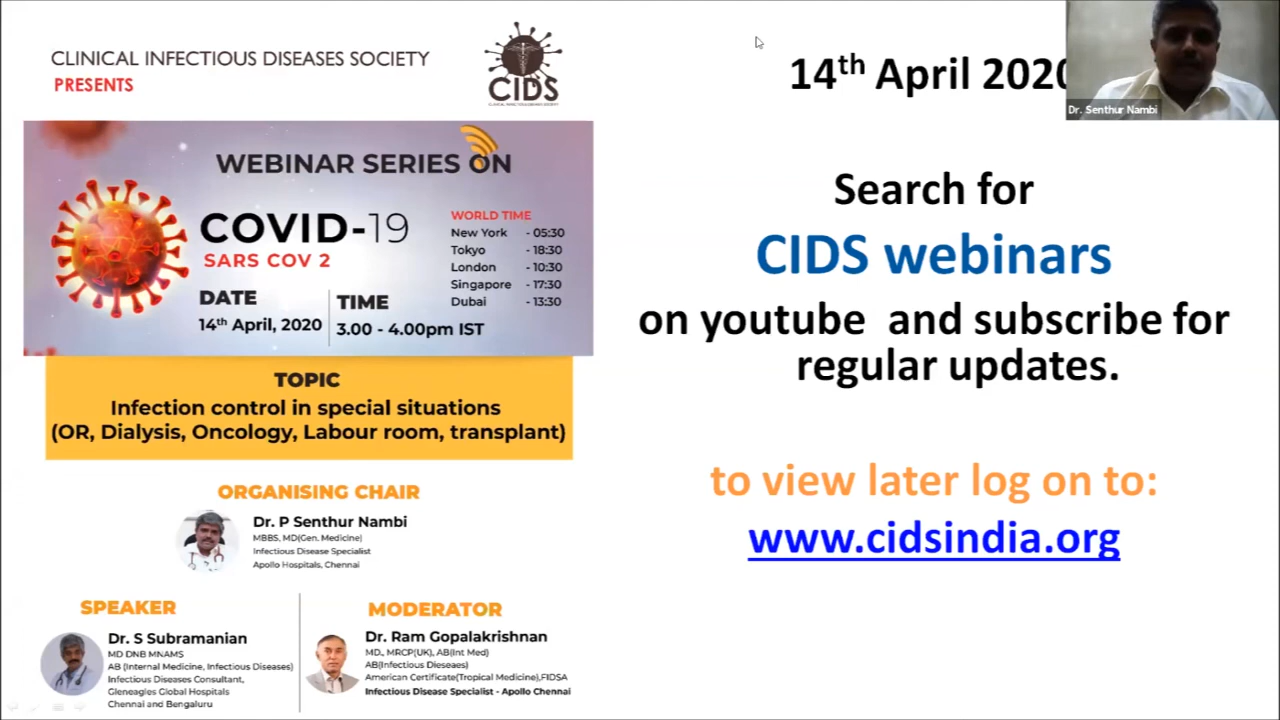 CLINICAL INFECTIOUS DISEASES SOCIETY
PRESENTS
CIDS
WEBINAR SERIES ON
COVID-19
SARS COV 2
DATE
14th April, 2020
TIME
3.00 - 4.00pm IST
WORLD TIME
New York - 05:30
Tokyo - 18:30
London - 10:30
Singapore - 17:30
Dubai - 13:30
TOPIC
Infection control in special situations
(OR, Dialysis, Oncology, Labour room, transplant)
ORGANISING CHAIR
Dr. P Senthur Nambi
MBBS, MD(Gen. Medicine)
Infectious Disease Specialist
Apollo Hospitals, Chennai
SPEAKER
Dr. S Subramanian
MD DNB MNAMS
AB (Internal Medicine, Infectious Diseases)
Infectious Diseases Consultant,
Gleneagles Global Hospitals
Chennai and Bengaluru
MODERATOR
Dr. Ram Gopalakrishnan
MD., MRCP(UK), AB(Int Med)
AB(Infectious Dieseaes)
American Certificate(Tropical Medicine),FIDSA
Infectious Disease Specialist - Apollo Chennai
14th April 2020
Dr. Senthur Nambi
Search for
CIDS webinars
on youtube and subscribe for
regular updates.
to view later log on to:
www.cidsindia.org